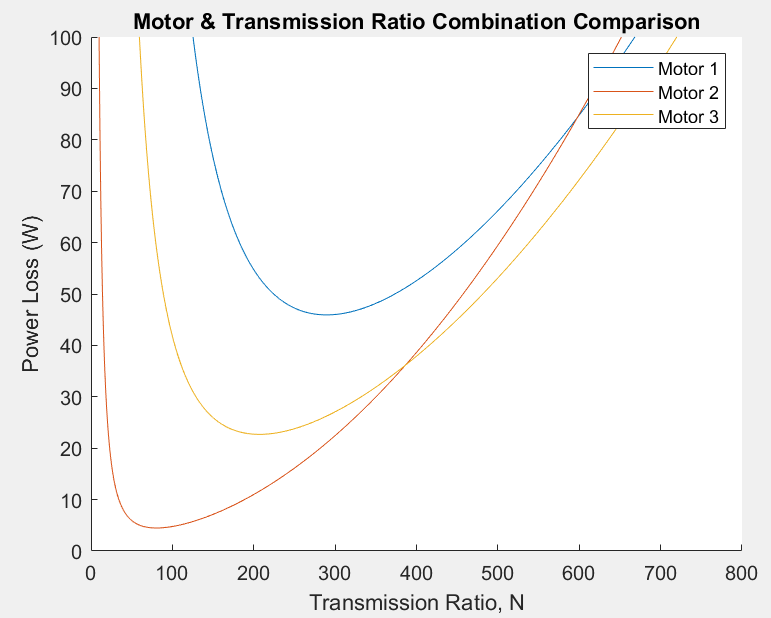 Motor & Transmission Ratio Combination Comparison
100
90
80
70
60
50
40
30
20
10
0
Power Loss (W)
Motor 1
Motor 2
Motor 3
0 100 200 300 400 500 600 700 800
Transmission Ratio, N